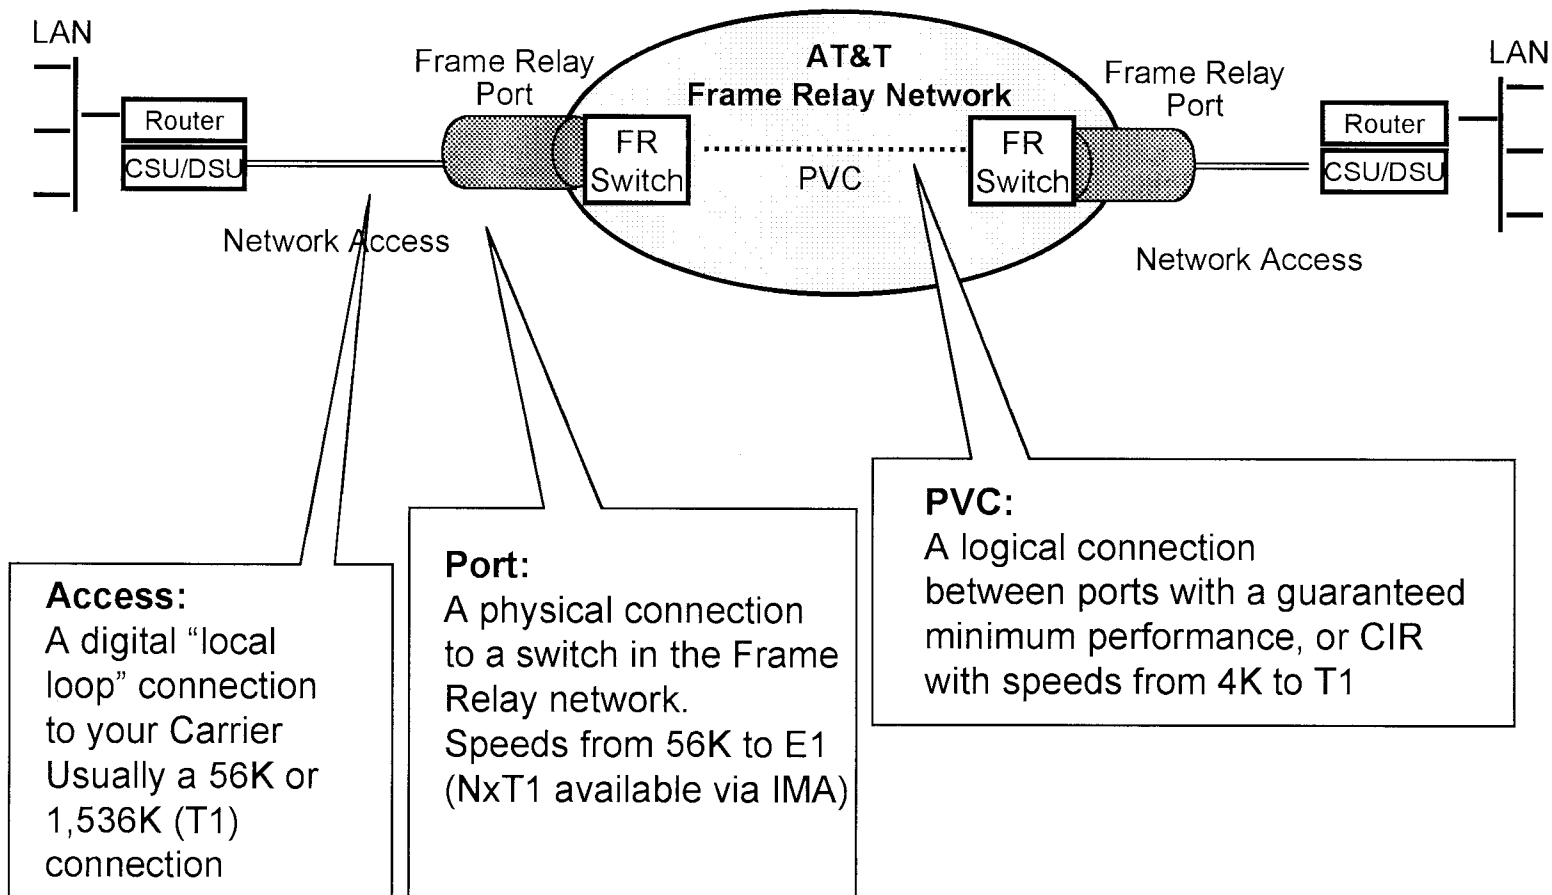 LAN
Router
CSU/DSU
Network Access
Frame Relay
Port
AT&T
Frame Relay Network
FR
Switch
PVC
FR
Switch
Frame Relay
Port
Network Access
LAN
Router
CSU/DSU
Access:
A digital “local
loop” connection
to your Carrier
Usually a 56K or
1,536K (T1)
connection
Port:
A physical connection
to a switch in the Frame
Relay network.
Speeds from 56K to E1
(NxT1 available via IMA)
PVC:
A logical connection
between ports with a guaranteed
minimum performance, or CIR
with speeds from 4K to T1